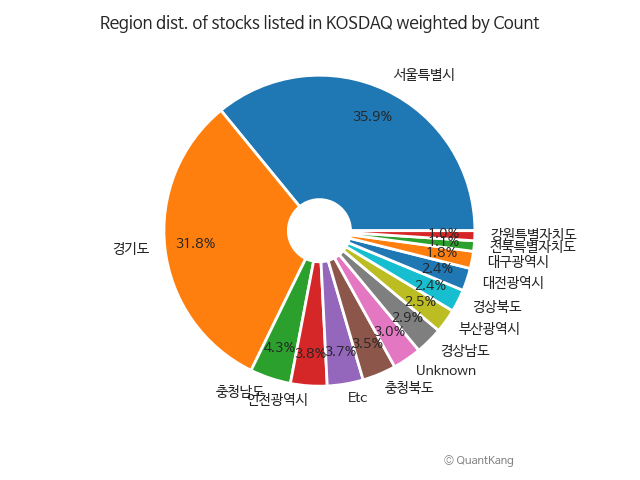 Region dist. of stocks listed in KOSDAQ weighted by Count
서울특별시
35.9%
경기도
31.8%
충청남도
4.3%
인천광역시
3.8%
Etc
3.7%
충청북도
3.5%
Unknown
3.0%
경상남도
2.9%
부산광역시
2.5%
경상북도
2.4%
대전광역시
2.4%
대구광역시
1.8%
전북특별자치도
1.1%
강원특별자치도
1.0%
© QuantKang